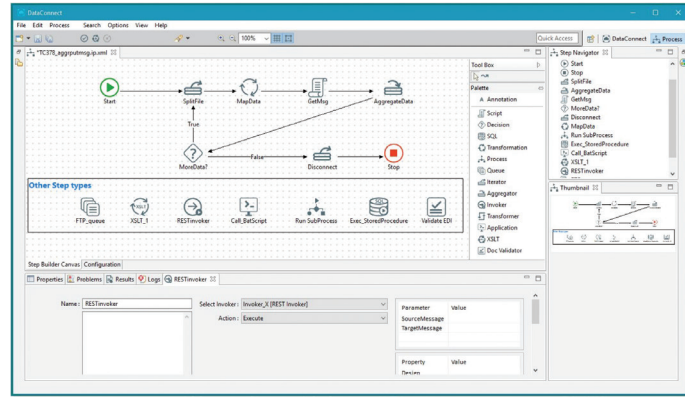 DataConnect
File Edit Process Search Options View Help
100%
Quick Access DataConnect Process
*TC378_aggrputmsg.ip.xml
Start SplitFile MapData GetMsg AggregateData
True
MoreData? False Disconnect Stop
Other Step types
FTP_queue XSLT_1 RESTinvoker Call_BatScript Run SubProcess Exec_StoredProcedure Validate EDI
Step Builder Canvas Configuration
Tool Box
Palette
Annotation
Script
Decision
SQL
Transformation
Process
Queue
Iterator
Aggregator
Invoker
Transformer
Application
XSLT
Doc Validator
Step Navigator
Start
Stop
SplitFile
AggregateData
GetMsg
MoreData?
Disconnect
MapData
Run SubProcess
Exec_StoredProcedure
Call_BatScript
XSLT_1
RESTinvoker
Thumbnail
Properties Problems Results Logs RESTinvoker
Name: RESTinvoker
Select Invoker: Invoker_X [REST Invoker]
Action: Execute
Parameter Value
SourceMessage
TargetMessage
Property Value
Design